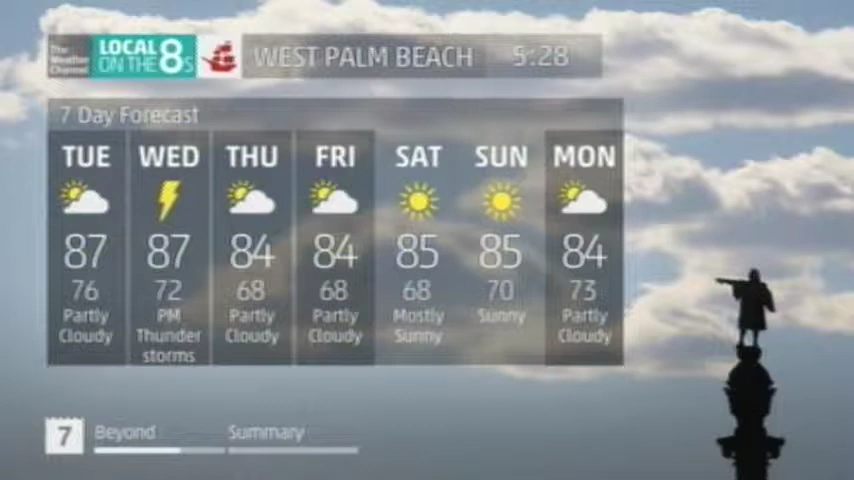 The Weather Channel
LOCAL ON THE 8s
WEST PALM BEACH 5:28
7 Day Forecast
TUE WED THU FRI SAT SUN MON
87 87 84 84 85 85 84
76 72 68 68 68 70 73
Partly PM Partly Partly Mostly Sunny Partly
Cloudy Thunder Cloudy Cloudy Sunny Cloudy
storms
7 Beyond Summary